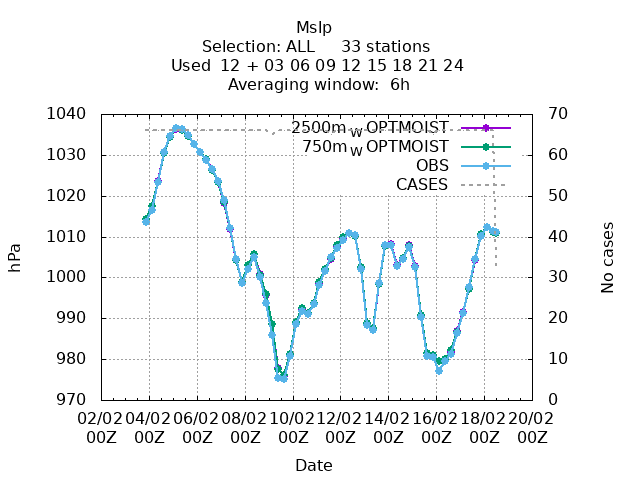 Mslp
Selection: ALL     33 stations
Used  12 + 03 06 09 12 15 18 21 24
Averaging window:  6h
1040 70
2500m W OPTMOIST
1030 60
750m W OPTMOIST
OBS
CASES
1020 50
1010 40
1000 30
990 20
980 10
970 0
hPa
No cases
02/02 04/02 06/02 08/02 10/02 12/02 14/02 16/02 18/02 20/02
00Z 00Z 00Z 00Z 00Z 00Z 00Z 00Z 00Z 00Z
Date